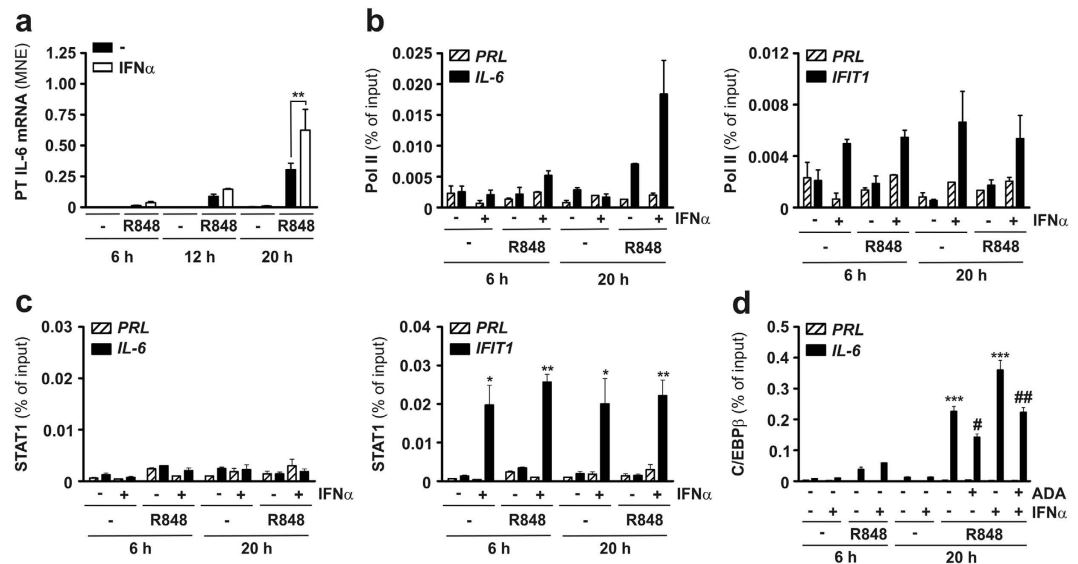 a
PT IL-6 mRNA (MNE)
1.25
1.00
0.75
0.50
0.25
0
-
IFNα
**
- R848 - R848 - R848
6 h 12 h 20 h
b
Pol II (% of input)
0.025
0.020
0.015
0.010
0.005
0
PRL
IL-6
- + - + - + - + IFNα
- R848 - R848
6 h 20 h
Pol II (% of input)
0.012
0.008
0.004
0
PRL
IFIT1
- + - + - + - + IFNα
- R848 - R848
6 h 20 h
c
STAT1 (% of input)
0.03
0.02
0.01
0
PRL
IL-6
- + - + - + - + IFNα
- R848 - R848
6 h 20 h
STAT1 (% of input)
0.04
0.03
0.02
0.01
0
PRL
IFIT1
* ** * **
- + - + - + - + IFNα
- R848 - R848
6 h 20 h
d
C/EBPβ (% of input)
0.5
0.4
0.3
0.2
0.1
0
PRL
IL-6
*** # *** ##
- - - - - - - + - + ADA
- + - + - + - - + + IFNα
- R848 - R848
6 h 20 h